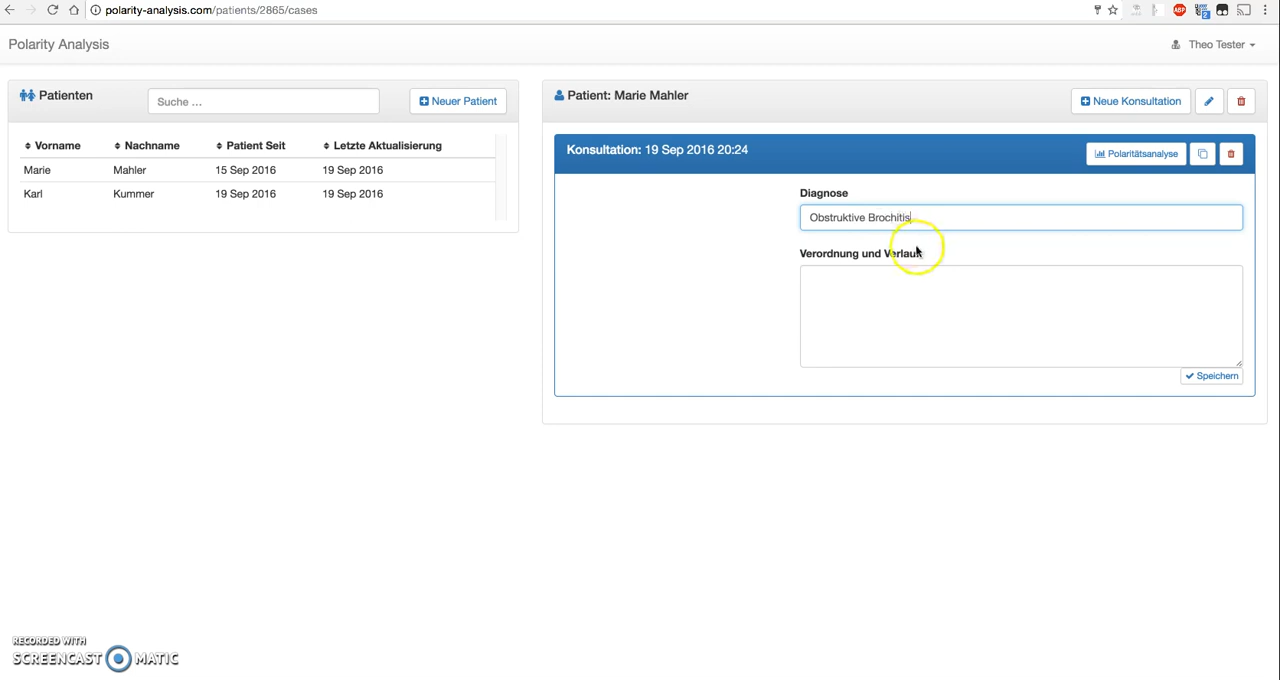 polarity-analysis.com/patients/2865/cases
Polarity Analysis
Theo Tester
Patienten
Suche ...
Neuer Patient
Vorname Nachname Patient Seit Letzte Aktualisierung
Marie Mahler 15 Sep 2016 19 Sep 2016
Karl Kummer 19 Sep 2016 19 Sep 2016
Patient: Marie Mahler
Neue Konsultation
Konsultation: 19 Sep 2016 20:24
Polaritätsanalyse
Diagnose
Obstruktive Brochitis
Verordnung und Verlauf
Speichern
RECORDED WITH
SCREENCAST MATIC
ABP
2